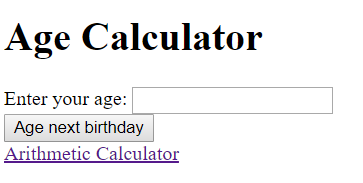 Age Calculator
Enter your age:
Age next birthday
Arithmetic Calculator